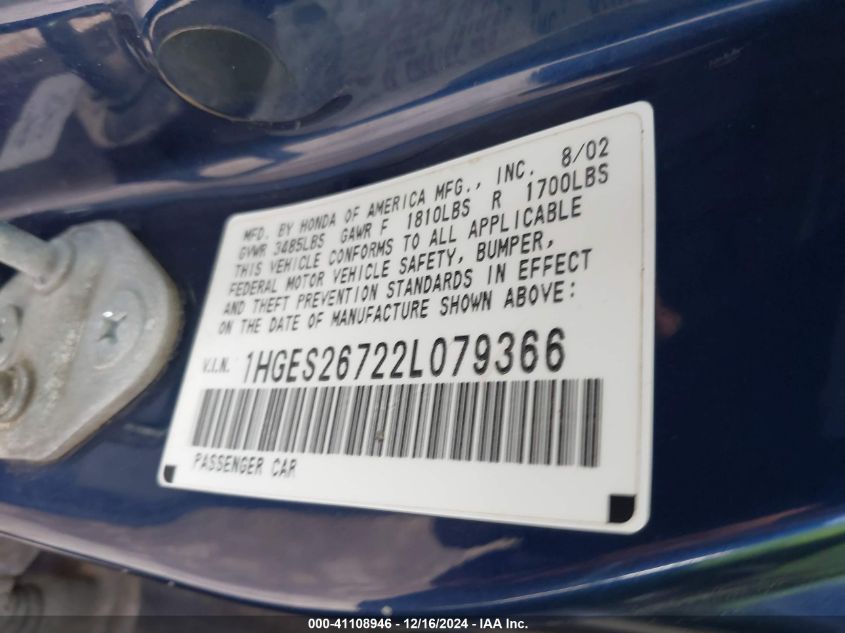 MFD. BY HONDA OF AMERICA MFG., INC. 8/02
GVWR 3485LBS GAWR F 1810LBS R 1700LBS
THIS VEHICLE CONFORMS TO ALL APPLICABLE
FEDERAL MOTOR VEHICLE SAFETY, BUMPER,
AND THEFT PREVENTION STANDARDS IN EFFECT
ON THE DATE OF MANUFACTURE SHOWN ABOVE:
V.I.N. 1HGES26722L079366
PASSENGER CAR
000-41108946 - 12/16/2024 - IAA Inc.